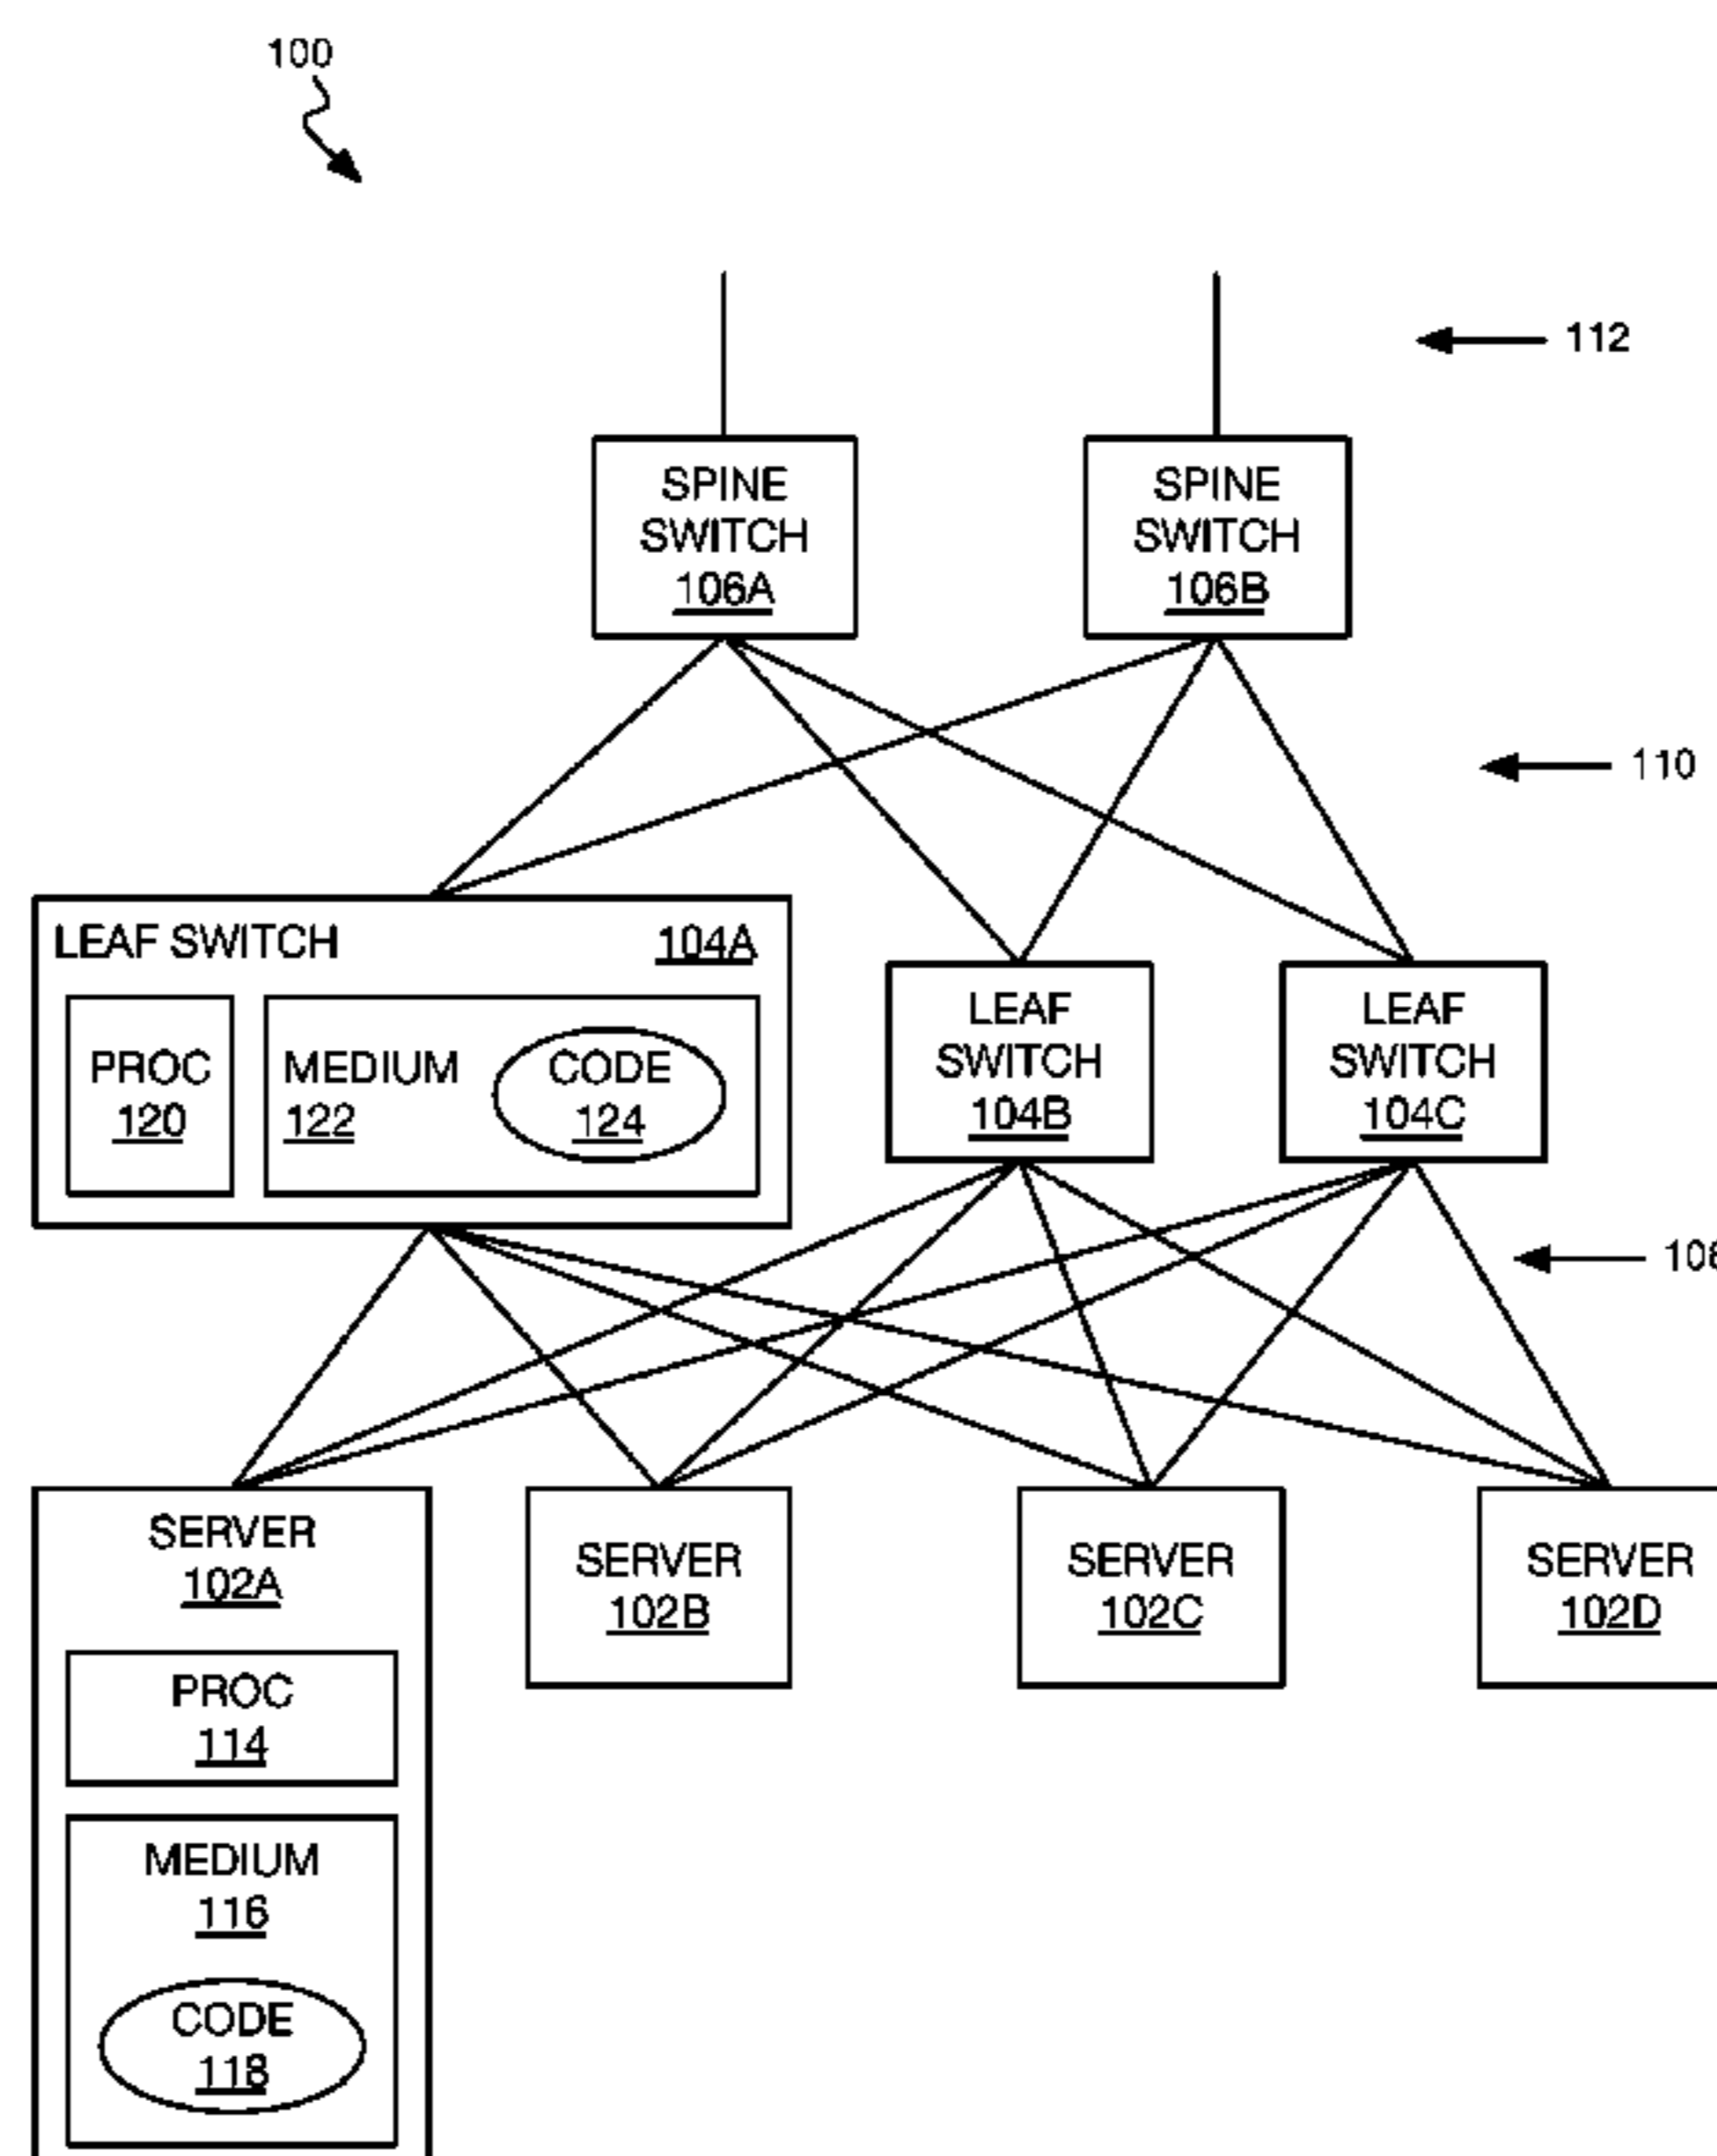 100
112
SPINE
SWITCH
106A
SPINE
SWITCH
106B
110
LEAF SWITCH
104A
PROC
120
MEDIUM
122
CODE
124
LEAF
SWITCH
104B
LEAF
SWITCH
104C
SERVER
102A
PROC
114
MEDIUM
116
CODE
118
SERVER
102B
SERVER
102C
SERVER
102D